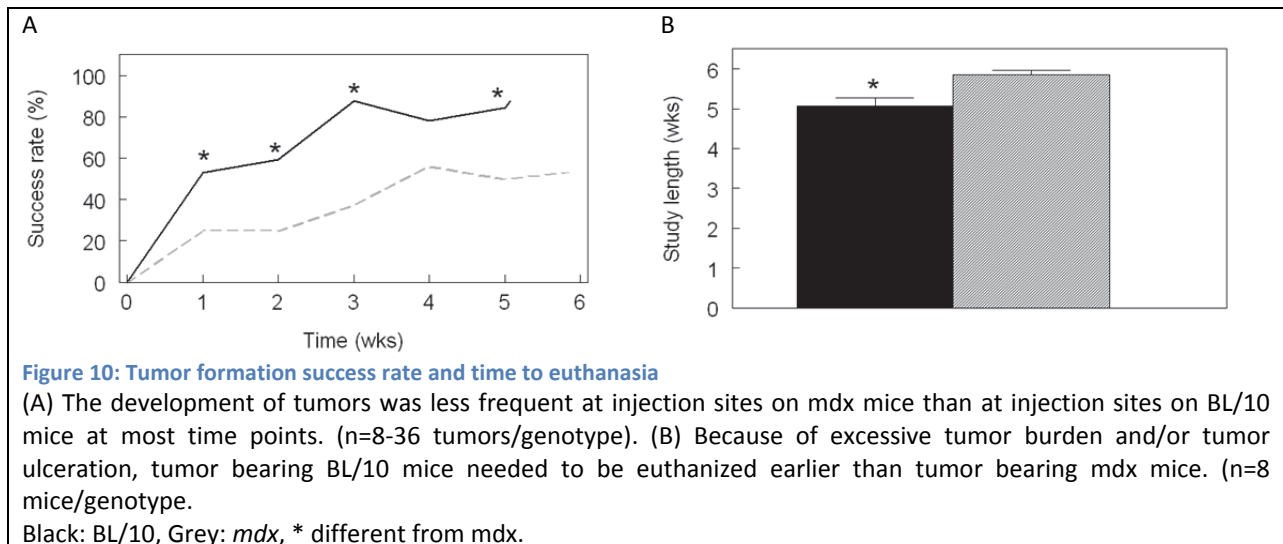 A
B
Success rate (%)
100
80
60
40
20
0
*
*
*
*
0 1 2 3 4 5 6
Time (wks)
Study length (wks)
6
5
4
3
2
1
0
*
Figure 10: Tumor formation success rate and time to euthanasia
(A) The development of tumors was less frequent at injection sites on mdx mice than at injection sites on BL/10
mice at most time points. (n=8-36 tumors/genotype). (B) Because of excessive tumor burden and/or tumor
ulceration, tumor bearing BL/10 mice needed to be euthanized earlier than tumor bearing mdx mice. (n=8
mice/genotype.
Black: BL/10, Grey: mdx, * different from mdx.